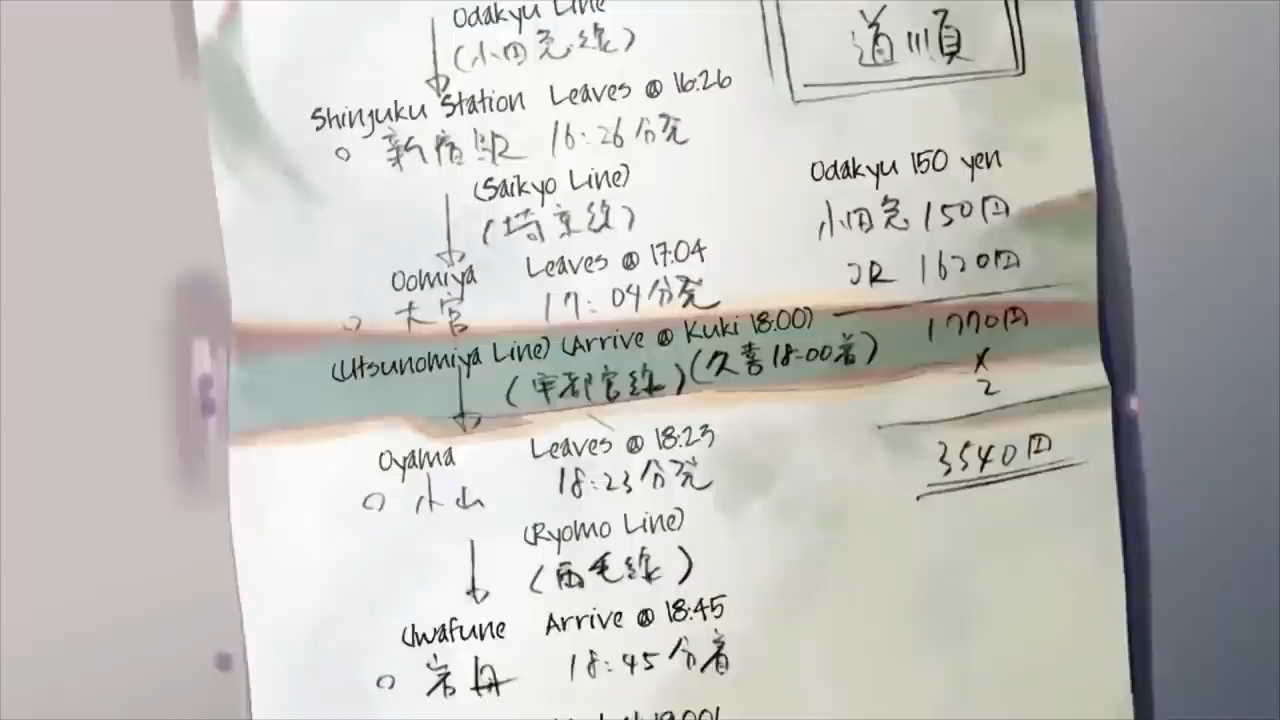 Odakyu Line
(小田急線)
道順
Shinjuku Station Leaves @ 16:26
新宿駅 16:26分発
(Saikyo Line)
(埼京線)
Odakyu 150 yen
小田急 150円
JR 1620円
Oomiya Leaves @ 17:04
大宮 17:04分発
1770円
x
2
(Utsunomiya Line) (Arrive @ Kuki 18:00)
(宇都宮線) (久喜18:00着)
3540円
Oyama Leaves @ 18:23
小山 18:23分発
(Ryomo Line)
(両毛線)
Iwafune Arrive @ 18:45
岩舟 18:45分着